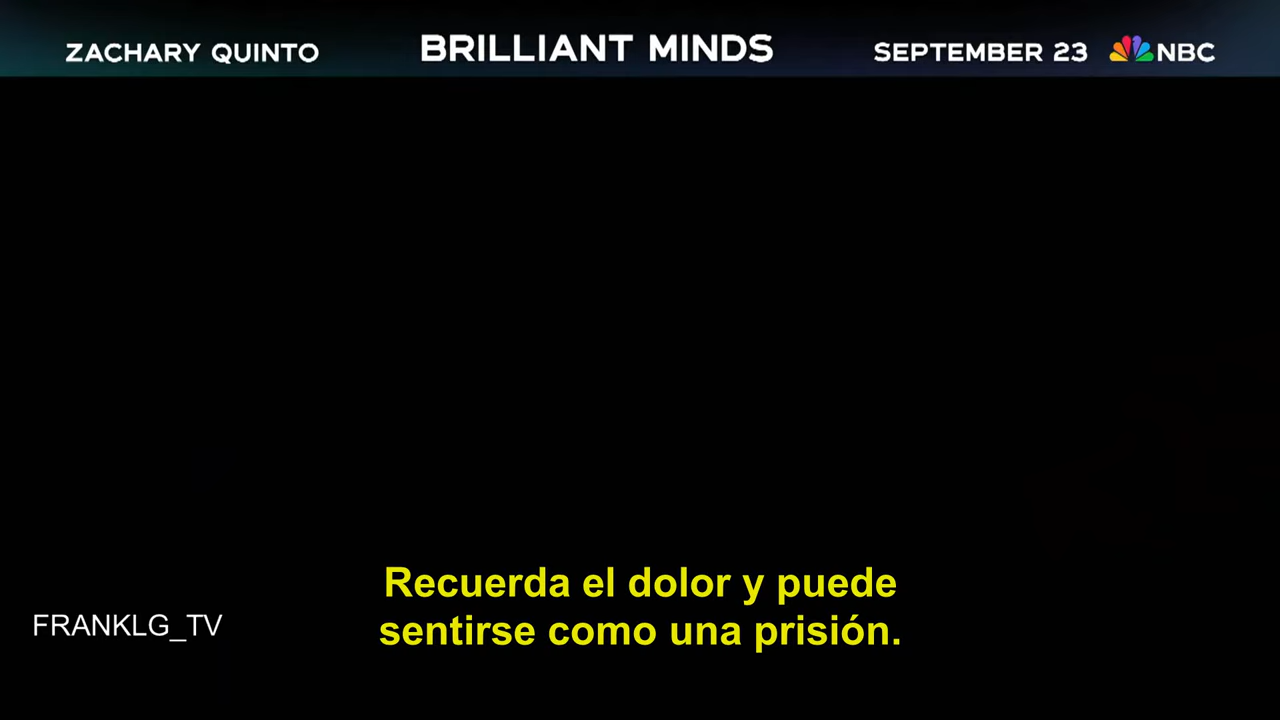 ZACHARY QUINTO BRILLIANT MINDS SEPTEMBER 23 NBC
Recuerda el dolor y puede
sentirse como una prisión.
FRANKLG_TV